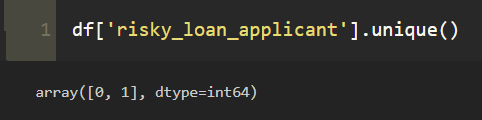 1 df['risky_loan_applicant'].unique()
array([0, 1], dtype=int64)